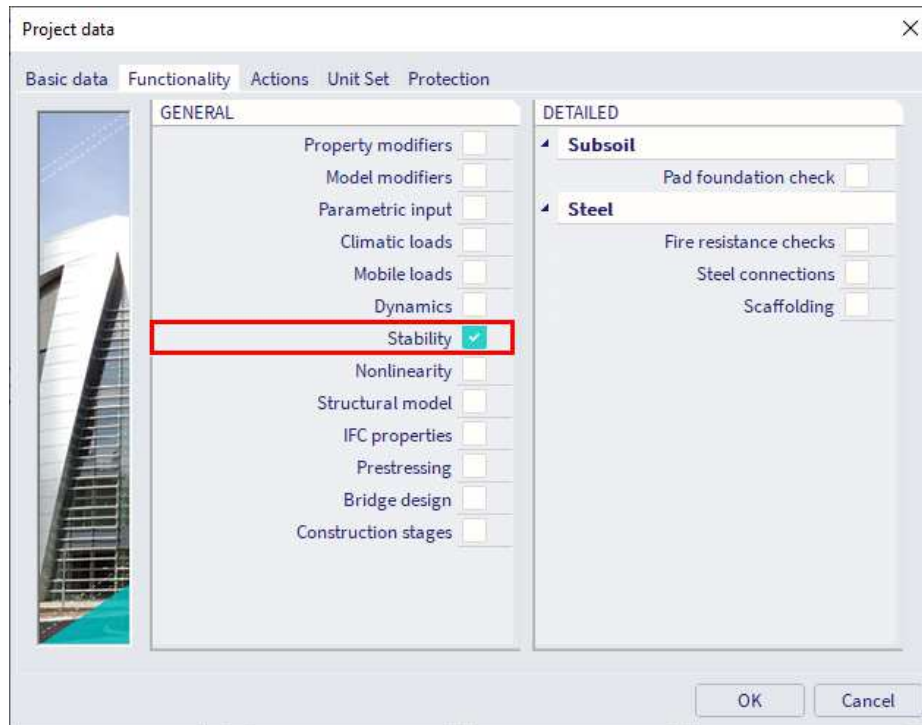 Project data
Basic data Functionality Actions Unit Set Protection
GENERAL
Property modifiers
Model modifiers
Parametric input
Climatic loads
Mobile loads
Dynamics
Stability
Nonlinearity
Structural model
IFC properties
Prestressing
Bridge design
Construction stages
DETAILED
Subsoil
Pad foundation check
Steel
Fire resistance checks
Steel connections
Scaffolding
OK Cancel